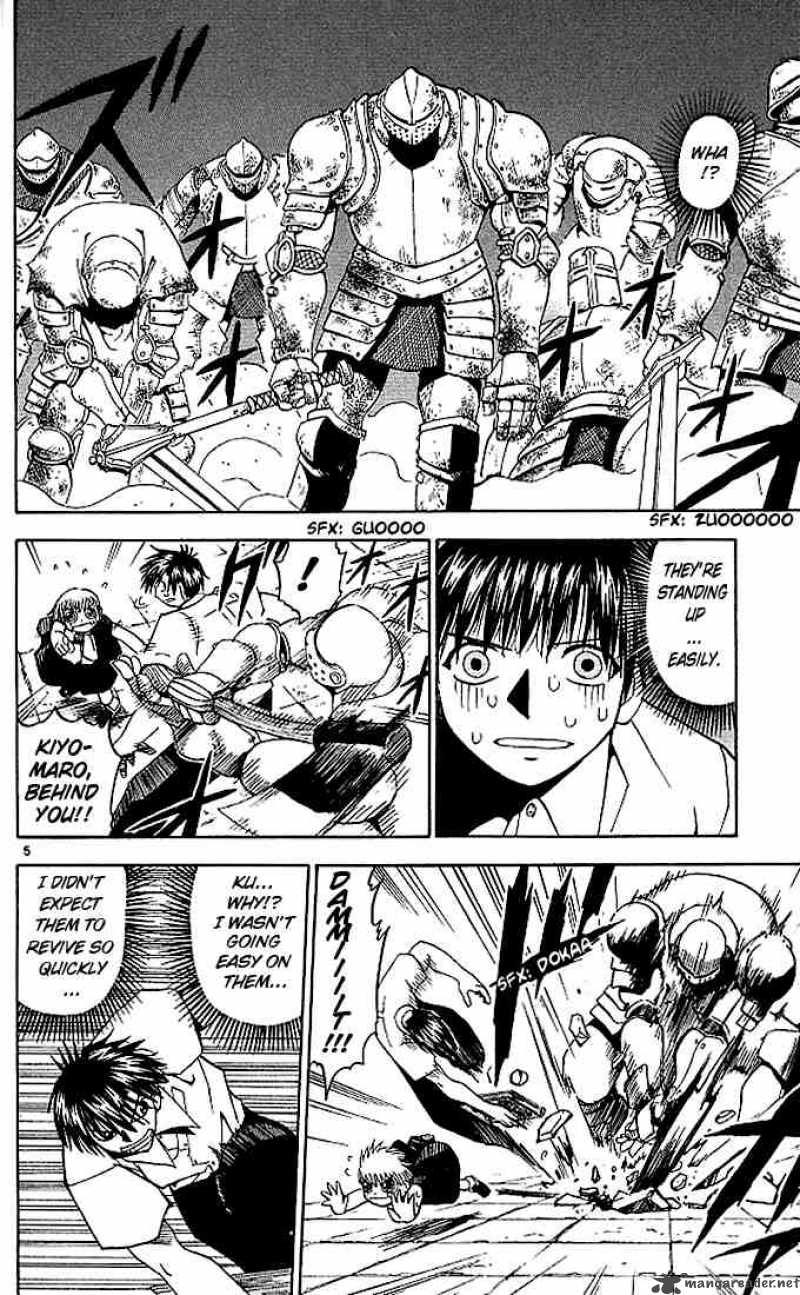 WHA
!?
SFX: ZUOOOOOO
SFX: GUOOOO
THEY'RE
STANDING
UP
...
EASILY.
!
KIYO-
MARO,
BEHIND
YOU!!
5
DAMMIIIT!!!
SFX: DOKAA
KU...
WHY!?
I WASN'T
GOING
EASY ON
THEM...
I DIDN'T
EXPECT
THEM TO
REVIVE SO
QUICKLY
...
mangareader.net